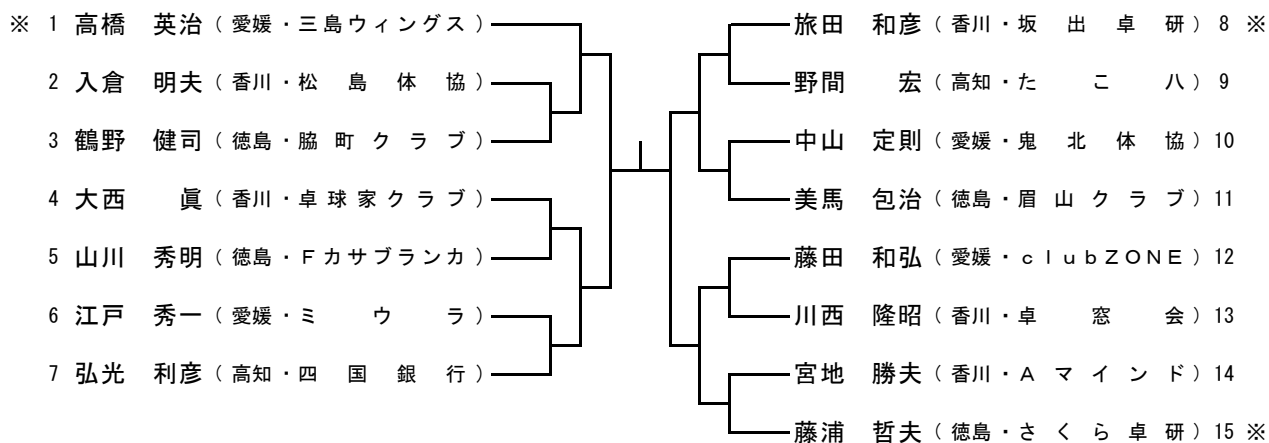 ※ 1 高橋 英治 (愛媛・三島ウィングス)
2 入倉 明夫 (香川・松島体協)
3 鶴野 健司 (徳島・脇町クラブ)
4 大西 眞 (香川・卓球家クラブ)
5 山川 秀明 (徳島・Fカサブランカ)
6 江戸 秀一 (愛媛・ミウラ)
7 弘光 利彦 (高知・四国銀行)
旅田 和彦 (香川・坂出卓研) 8 ※
野間 宏 (高知・たこ八) 9
中山 定則 (愛媛・鬼北体協) 10
美馬 包治 (徳島・眉山クラブ) 11
藤田 和弘 (愛媛・clubZONE) 12
川西 隆昭 (香川・卓窓会) 13
宮地 勝夫 (香川・Aマインド) 14
藤浦 哲夫 (徳島・さくら卓研) 15 ※